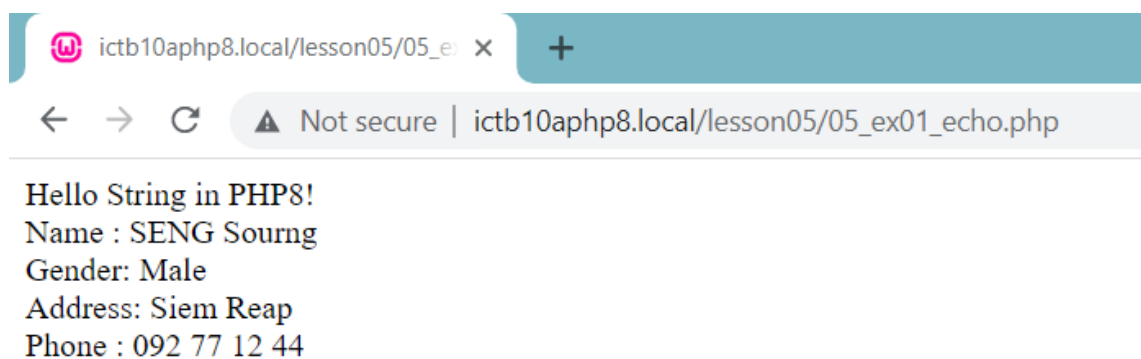 ictb10aphp8.local/lesson05/05_e
Not secure | ictb10aphp8.local/lesson05/05_ex01_echo.php
Hello String in PHP8!
Name : SENG Sourng
Gender: Male
Address: Siem Reap
Phone : 092 77 12 44